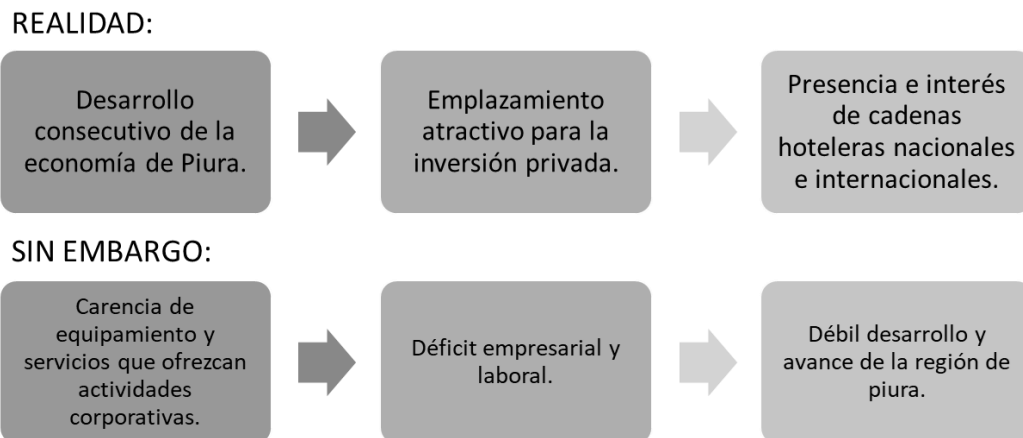 REALIDAD:
Desarrollo
consecutivo de la
economía de Piura.
Emplazamiento
atractivo para la
inversión privada.
Presencia e interés
de cadenas
hoteleras nacionales
e internacionales.
SIN EMBARGO:
Carencia de
equipamiento y
servicios que ofrezcan
actividades
corporativas.
Déficit empresarial y
laboral.
Débil desarrollo y
avance de la región de
piura.